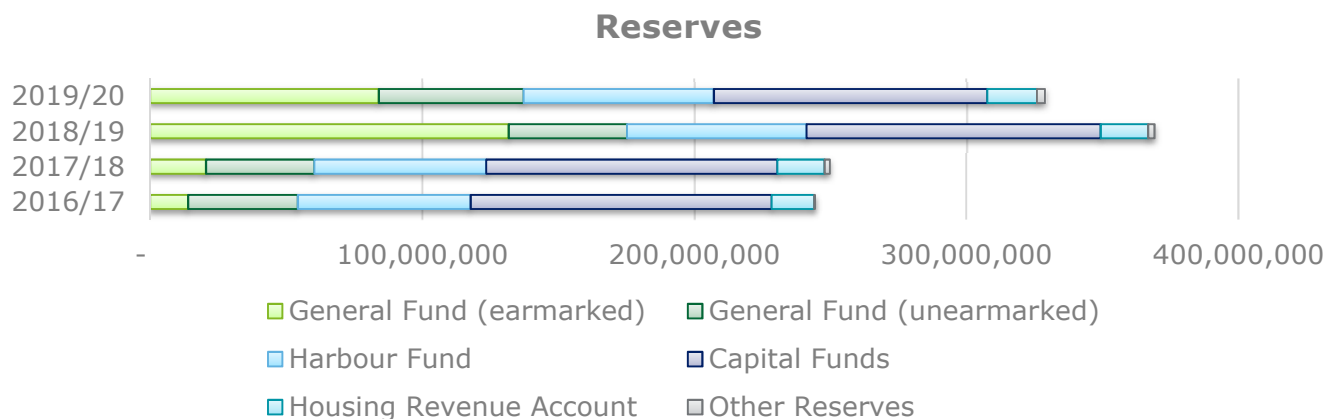 Reserves
2019/20
2018/19
2017/18
2016/17
- 100,000,000 200,000,000 300,000,000 400,000,000
General Fund (earmarked) General Fund (unearmarked)
Harbour Fund Capital Funds
Housing Revenue Account Other Reserves